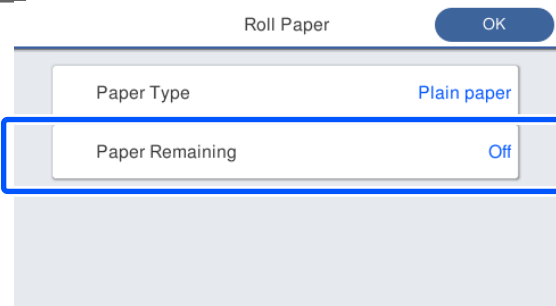 Roll Paper
OK
Paper Type
Plain paper
Paper Remaining
Off